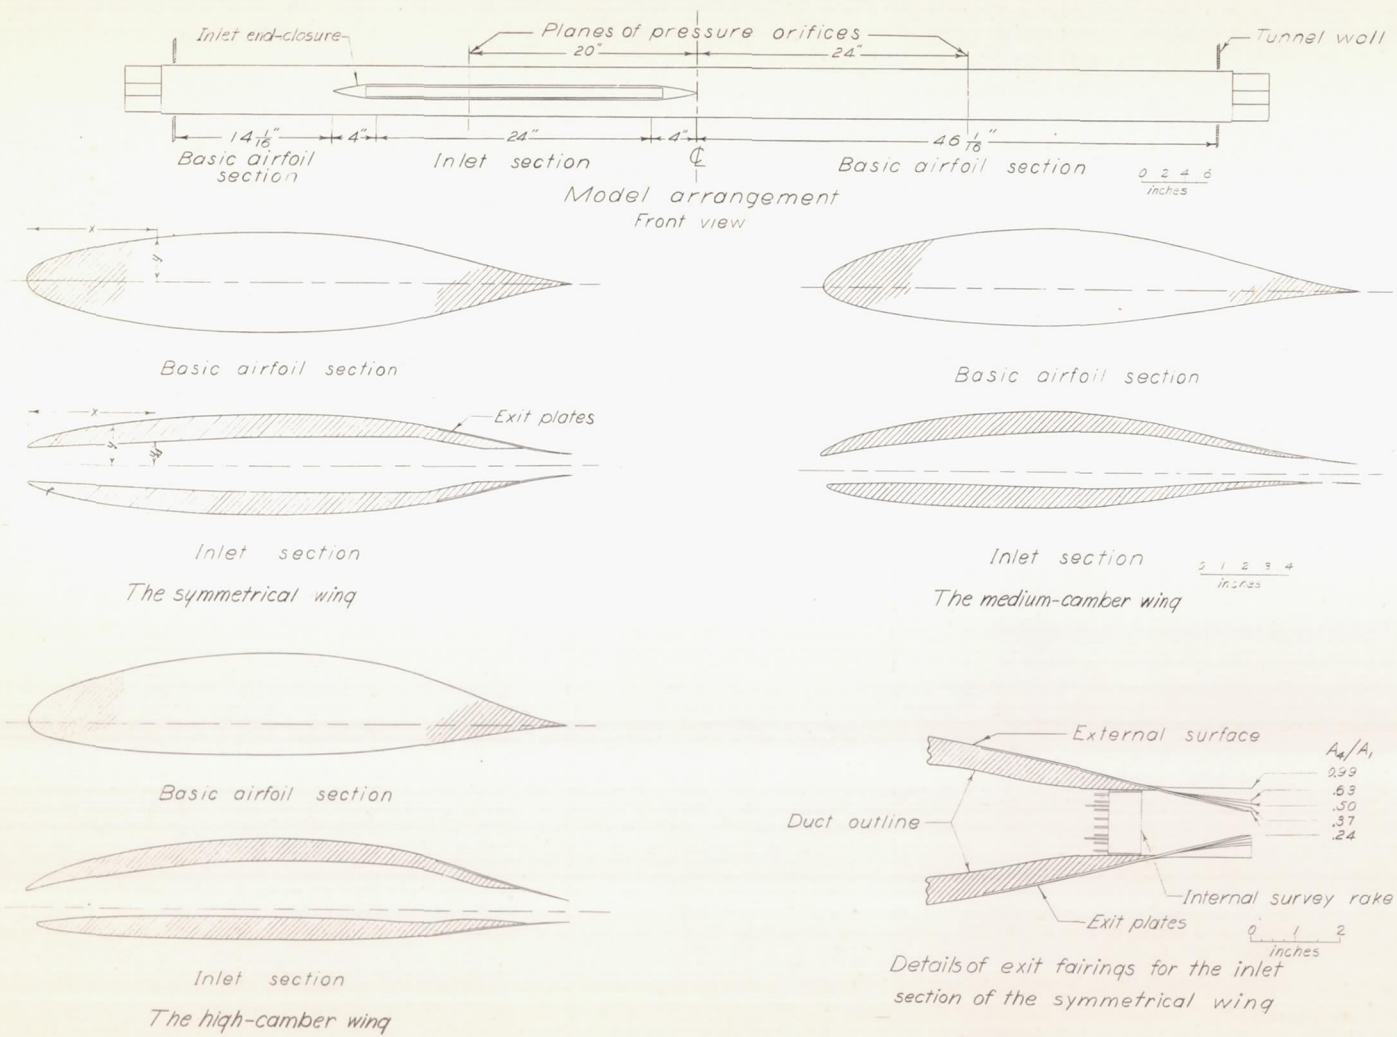 Inlet end-closure
Planes of pressure orifices
Tunnel wall
20"
24"
14 1/16"
4"
24"
4"
46 1/16"
Basic airfoil
section
Inlet section
℄
Basic airfoil section
0 2 4 6
inches
Model arrangement
Front view
x
y
Basic airfoil section
Basic airfoil section
x
Exit plates
y
Inlet section
Inlet section
0 1 2 3 4
inches
The symmetrical wing
The medium-camber wing
External surface
A4/A1
0.99
.63
.50
.37
.24
Basic airfoil section
Duct outline
Internal survey rake
Exit plates
0 1 2
inches
Inlet section
Details of exit fairings for the inlet
section of the symmetrical wing
The high-camber wing